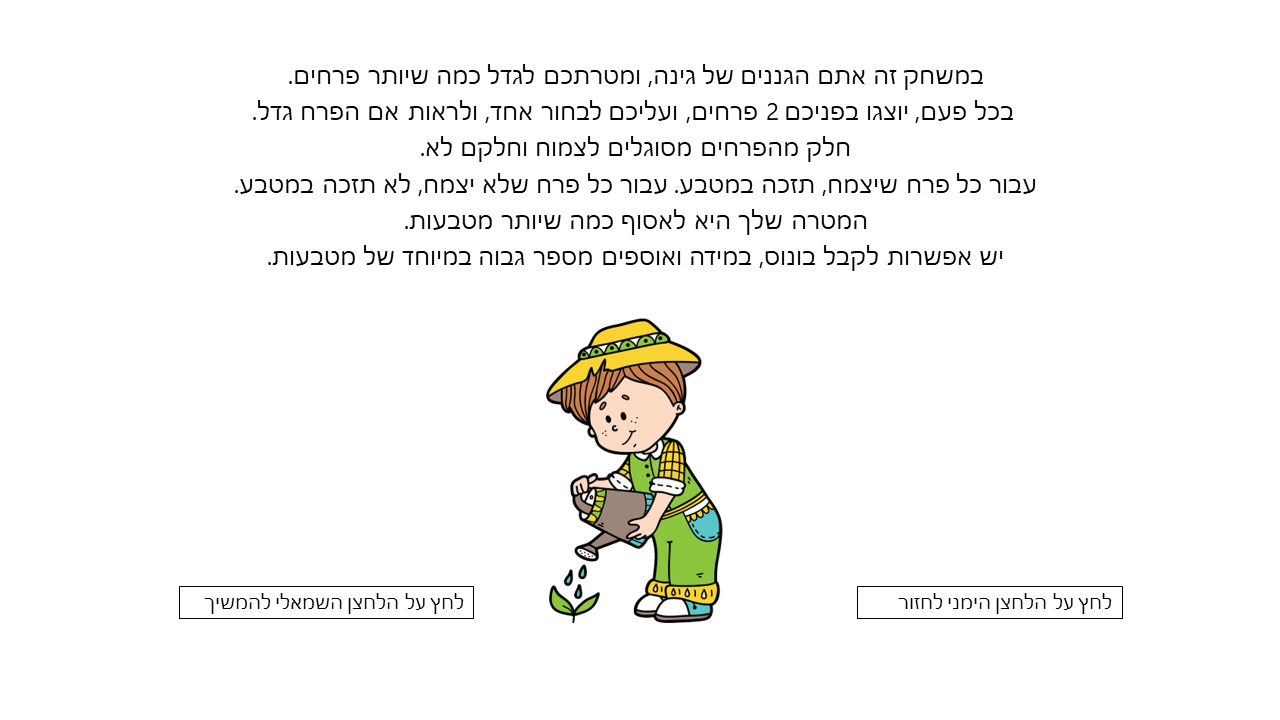 במשחק זה אתם הגננים של גינה, ומטרתכם לגדל כמה שיותר פרחים.
בכל פעם, יוצגו בפניכם 2 פרחים, ועליכם לבחור אחד, ולראות אם הפרח גדל.
חלק מהפרחים מסוגלים לצמוח וחלקם לא.
עבור כל פרח שיצמח, תזכה במטבע. עבור כל פרח שלא יצמח, לא תזכה במטבע.
המטרה שלך היא לאסוף כמה שיותר מטבעות.
יש אפשרות לקבל בונוס, במידה ואוספים מספר גבוה במיוחד של מטבעות.
לחץ על הלחצן הימני לחזור
לחץ על הלחצן השמאלי להמשיך